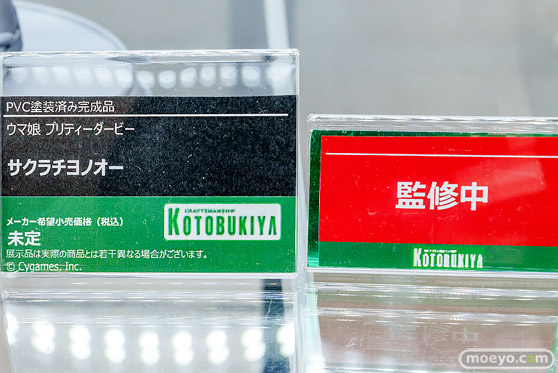 PVC塗装済み完成品
ウマ娘 プリティーダービー
サクラチヨノオー
メーカー希望小売価格(税込)
未定
展示品は実際の商品とは若干異なる場合がございます。
© Cygames, Inc.
CRAFTSMANSHIP
KOTOBUKIYA
監修中
CRAFTSMANSHIP
KOTOBUKIYA
moeyo.com